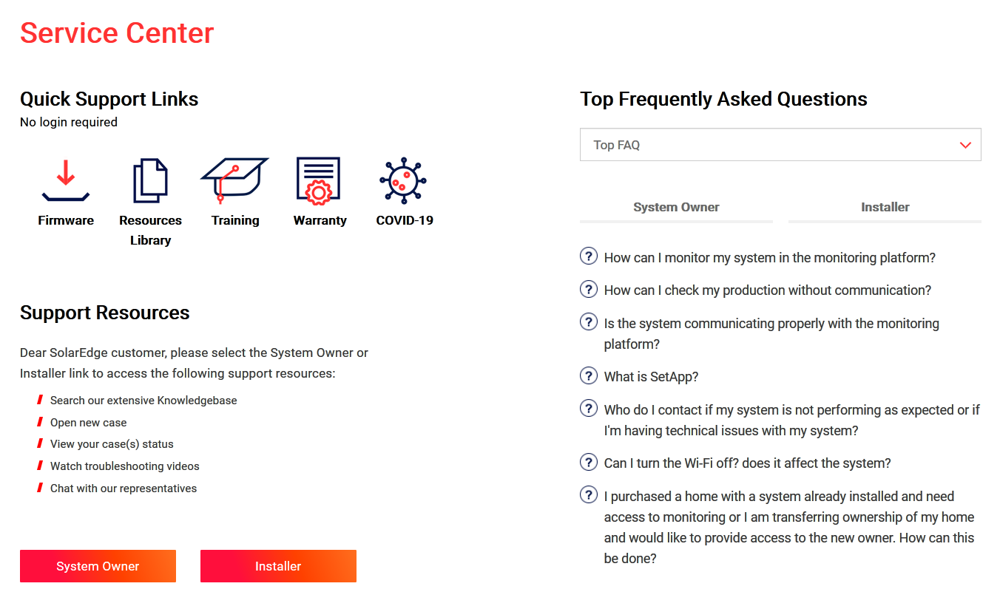 Service Center
Quick Support Links
No login required
Firmware
Resources
Library
Training
Warranty
COVID-19
Support Resources
Dear SolarEdge customer, please select the System Owner or
Installer link to access the following support resources:
Search our extensive Knowledgebase
Open new case
View your case(s) status
Watch troubleshooting videos
Chat with our representatives
System Owner
Installer
Top Frequently Asked Questions
Top FAQ
System Owner
Installer
? How can I monitor my system in the monitoring platform?
? How can I check my production without communication?
? Is the system communicating properly with the monitoring
platform?
? What is SetApp?
? Who do I contact if my system is not performing as expected or if
I'm having technical issues with my system?
? Can I turn the Wi-Fi off? does it affect the system?
? I purchased a home with a system already installed and need
access to monitoring or I am transferring ownership of my home
and would like to provide access to the new owner. How can this
be done?